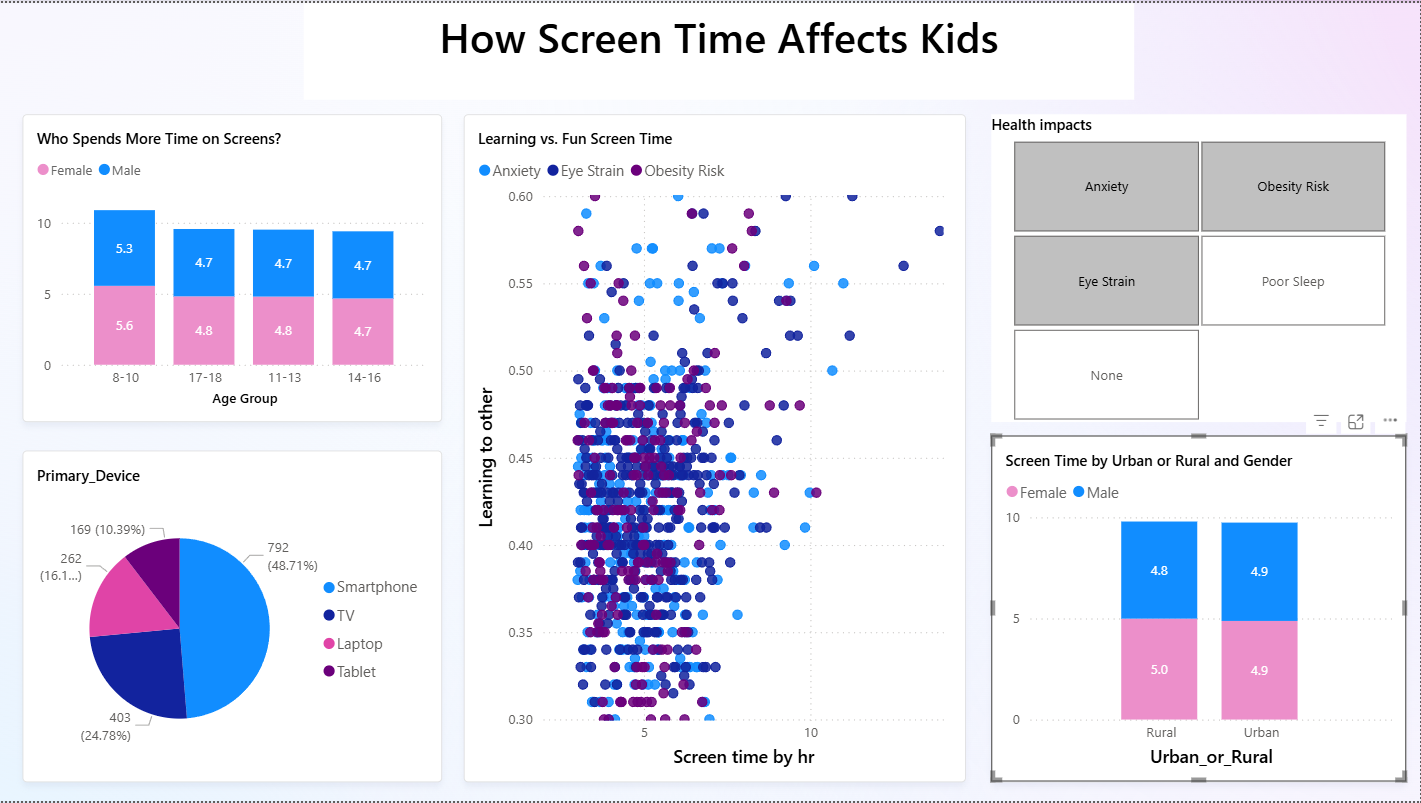 How Screen Time Affects Kids
Who Spends More Time on Screens?
Female Male
10
5
0
5.3
4.7
4.7
4.7
5.6
4.8
4.8
4.7
8-10 17-18 11-13 14-16
Age Group
Primary_Device
169 (10.39%)
262
(16.1...)
792
(48.71%)
403
(24.78%)
Smartphone
TV
Laptop
Tablet
Learning vs. Fun Screen Time
Anxiety Eye Strain Obesity Risk
Learning to other
0.60
0.55
0.50
0.45
0.40
0.35
0.30
5 10
Screen time by hr
Health impacts
Anxiety Obesity Risk
Eye Strain Poor Sleep
None
Screen Time by Urban or Rural and Gender
Female Male
10
5
0
4.8 4.9
5.0 4.9
Rural Urban
Urban_or_Rural